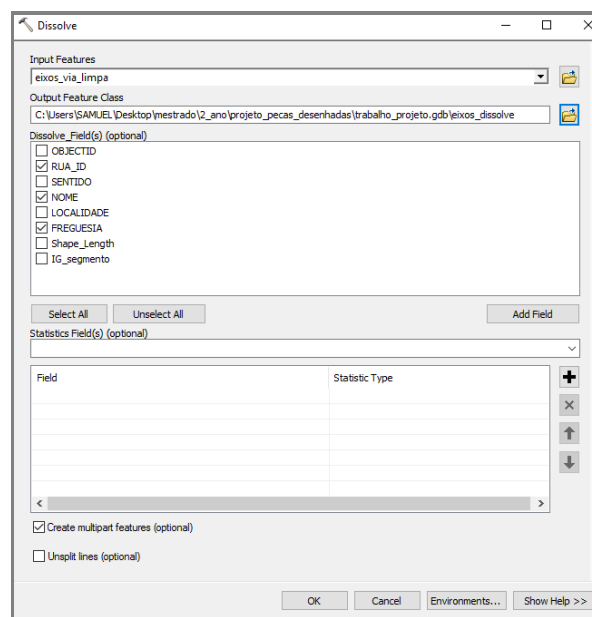 Dissolve
Input Features
eixos_via_limpa
Output Feature Class
C:\Users\SAMUEL\Desktop\mestrado\2_ano\projeto_pecas_desenhadas\trabalho_projeto.gdb\eixos_dissolve
Dissolve_Field(s) (optional)
OBJECTID
RUA_ID
SENTIDO
NOME
LOCALIDADE
FREGUESIA
Shape_Length
IG_segmento
Select All Unselect All Add Field
Statistics Field(s) (optional)
Field Statistic Type
Create multipart features (optional)
Unsplit lines (optional)
OK Cancel Environments... Show Help >>